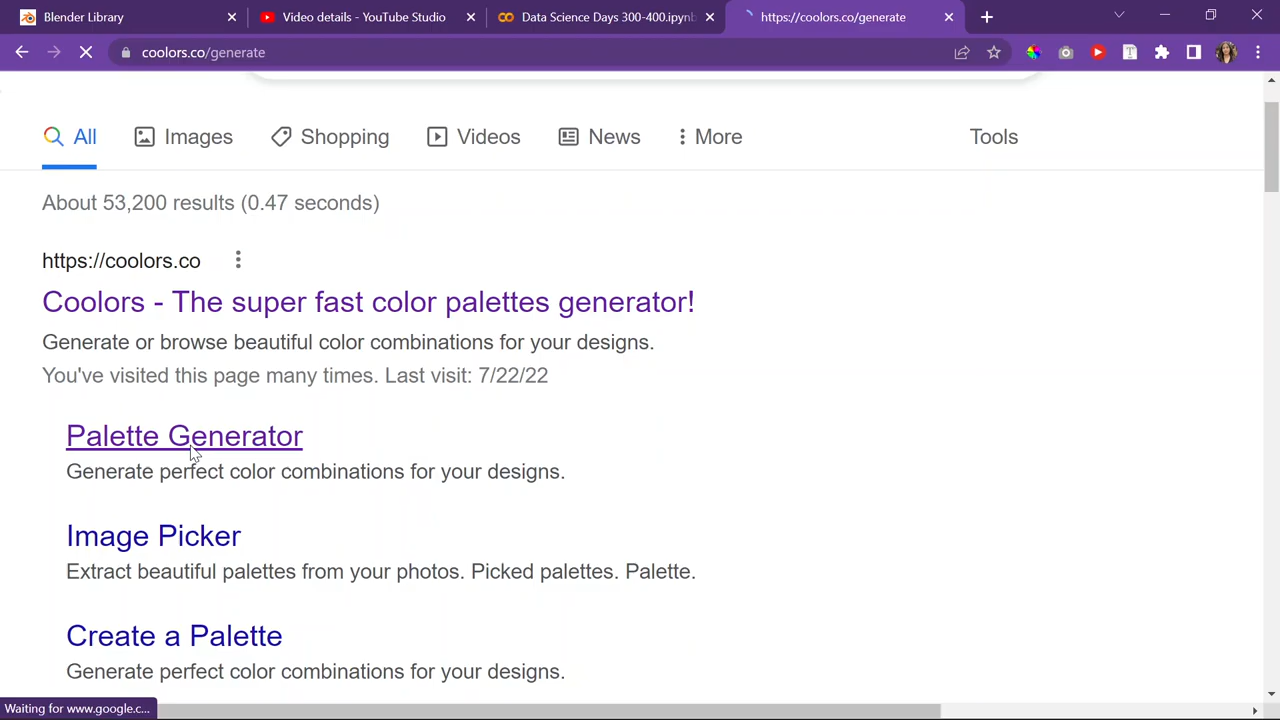 Blender Library
Video details - YouTube Studio
Data Science Days 300-400.ipynb
https://coolors.co/generate
coolors.co/generate
All
Images
Shopping
Videos
News
More
Tools
About 53,200 results (0.47 seconds)
https://coolors.co
Coolors - The super fast color palettes generator!
Generate or browse beautiful color combinations for your designs.
You've visited this page many times. Last visit: 7/22/22
Palette Generator
Generate perfect color combinations for your designs.
Image Picker
Extract beautiful palettes from your photos. Picked palettes. Palette.
Create a Palette
Generate perfect color combinations for your designs.
Waiting for www.google.c...